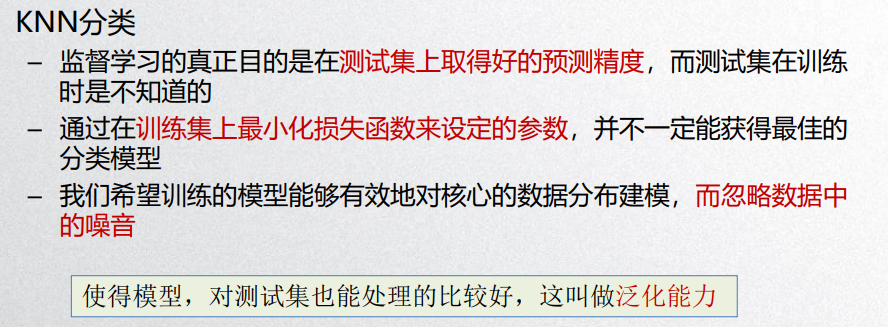 KNN分类
– 监督学习的真正目的是在测试集上取得好的预测精度，而测试集在训练
时是不知道的
– 通过在训练集上最小化损失函数来设定的参数，并不一定能获得最佳的
分类模型
– 我们希望训练的模型能够有效地对核心的数据分布建模，而忽略数据中
的噪音
使得模型，对测试集也能处理的比较好，这叫做泛化能力